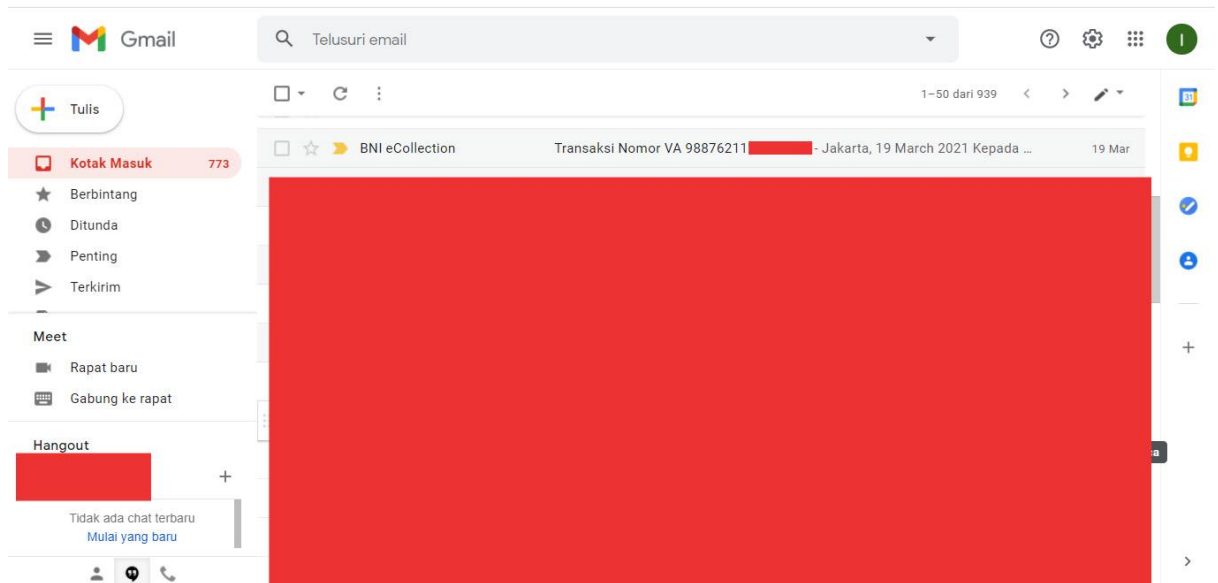 Gmail
Telusuri email
Tulis
1–50 dari 939
31
I
Kotak Masuk 773
BNI eCollection Transaksi Nomor VA 98876211 - Jakarta, 19 March 2021 Kepada ... 19 Mar
Berbintang
Ditunda
Penting
Terkirim
Meet
Rapat baru
Gabung ke rapat
Hangout
Tidak ada chat terbaru
Mulai yang baru